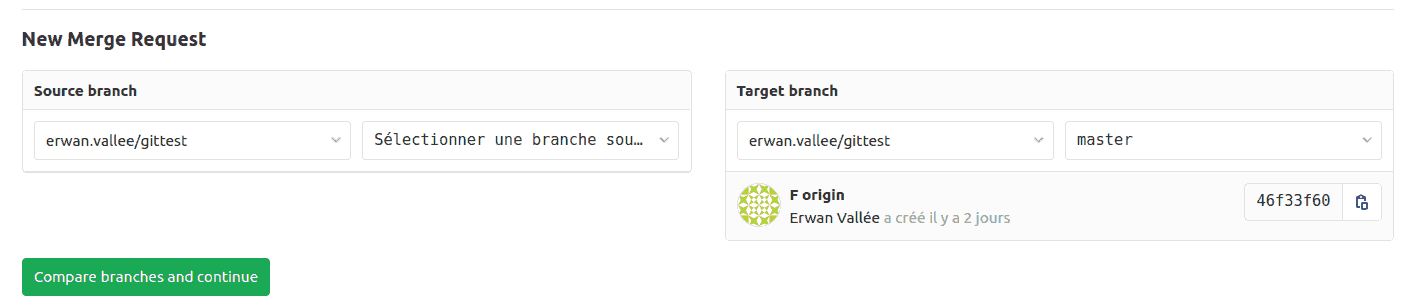 New Merge Request
Source branch
erwan.vallee/gittest
Sélectionner une branche sou…
Target branch
erwan.vallee/gittest
master
F origin
Erwan Vallée a créé il y a 2 jours
46f33f60
Compare branches and continue